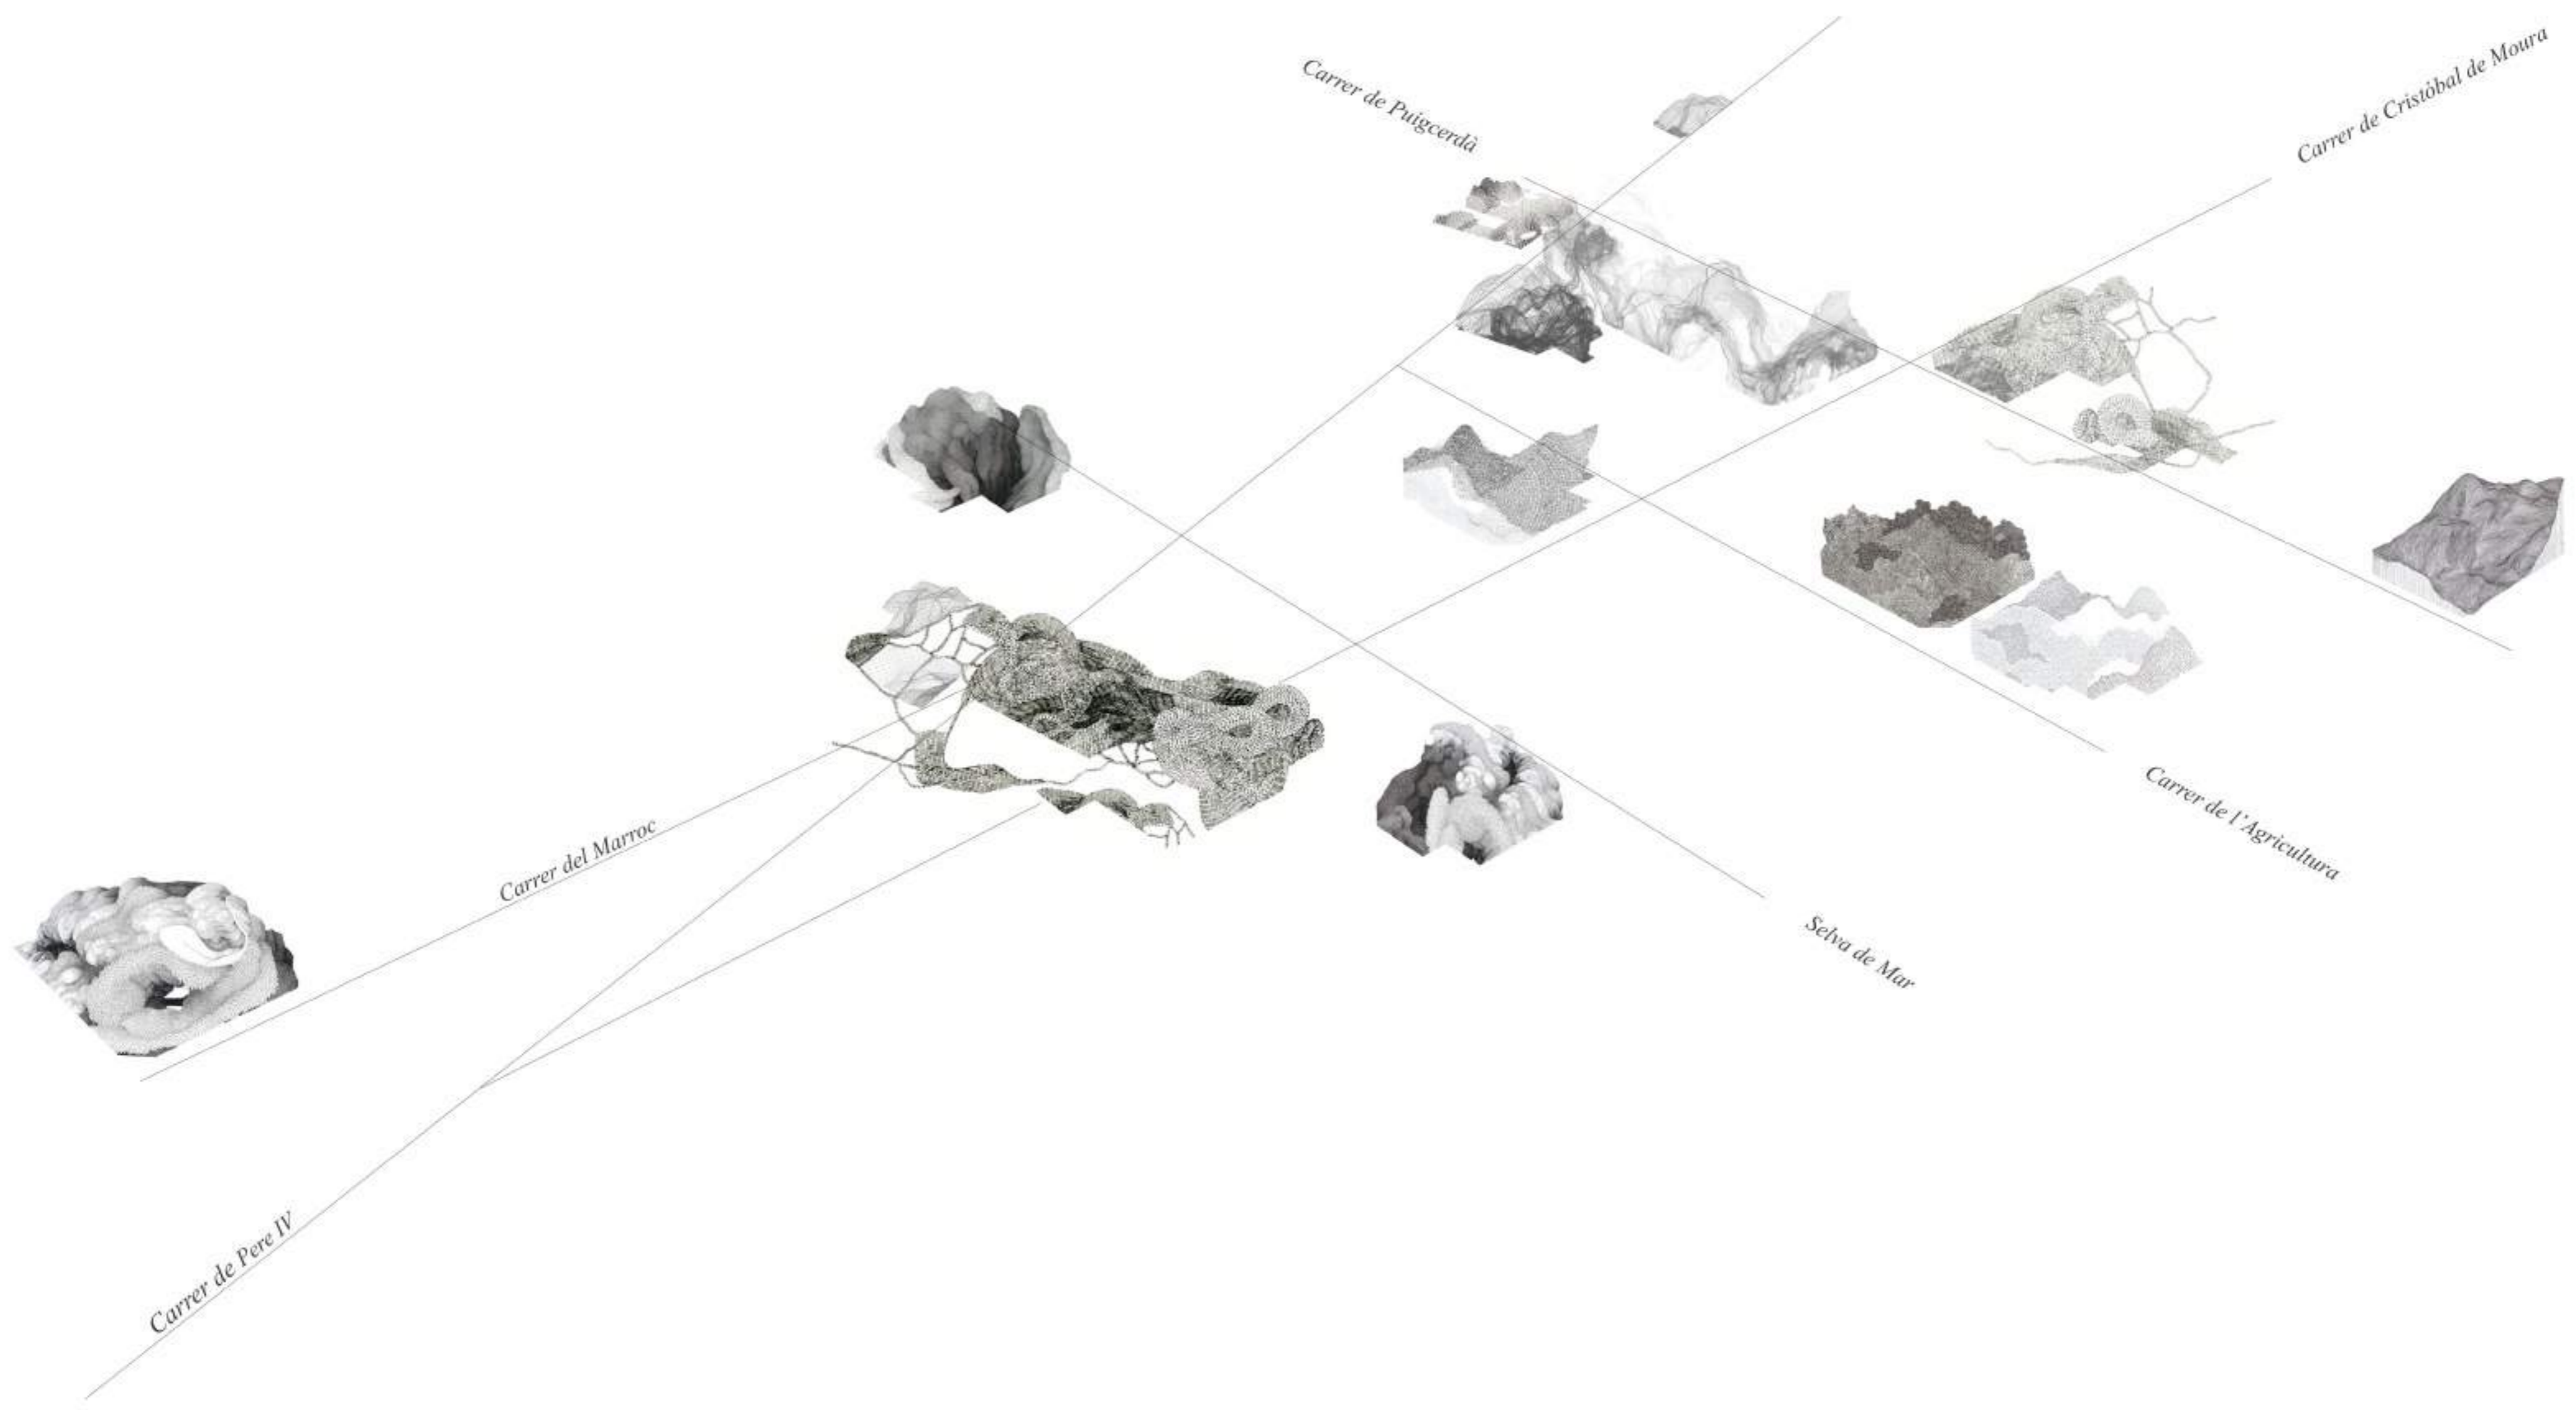 Carrer de Puigcerdà
Carrer de Cristòbal de Moura
Carrer del Marroc
Carrer de l'Agricultura
Selva de Mar
Carrer de Pere IV